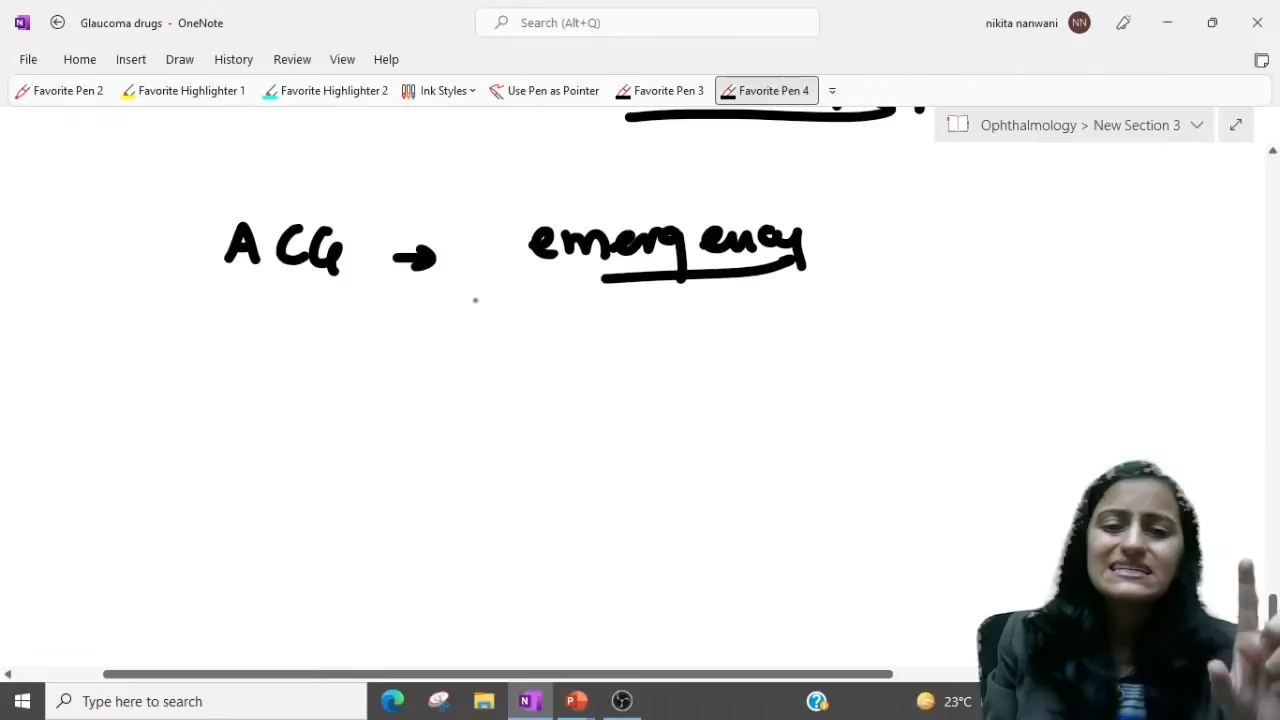 Glaucoma drugs - OneNote
Search (Alt+Q)
nikita nanwani
NN
File Home Insert Draw History Review View Help
Favorite Pen 2 Favorite Highlighter 1 Favorite Highlighter 2 Ink Styles Use Pen as Pointer Favorite Pen 3 Favorite Pen 4
Ophthalmology > New Section 3
ACG → emergency
Type here to search
23°C